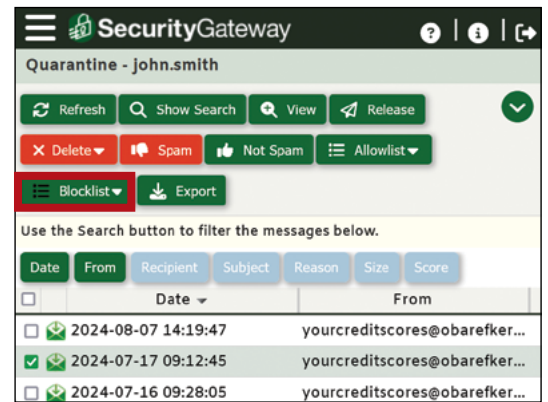 SecurityGateway
Quarantine - john.smith
Refresh Show Search View Release
Delete Spam Not Spam Allowlist
Blocklist Export
Use the Search button to filter the messages below.
Date From Recipient Subject Reason Size Score
Date From
2024-08-07 14:19:47 yourcreditscores@obarefker...
2024-07-17 09:12:45 yourcreditscores@obarefker...
2024-07-16 09:28:05 yourcreditscores@obarefker...